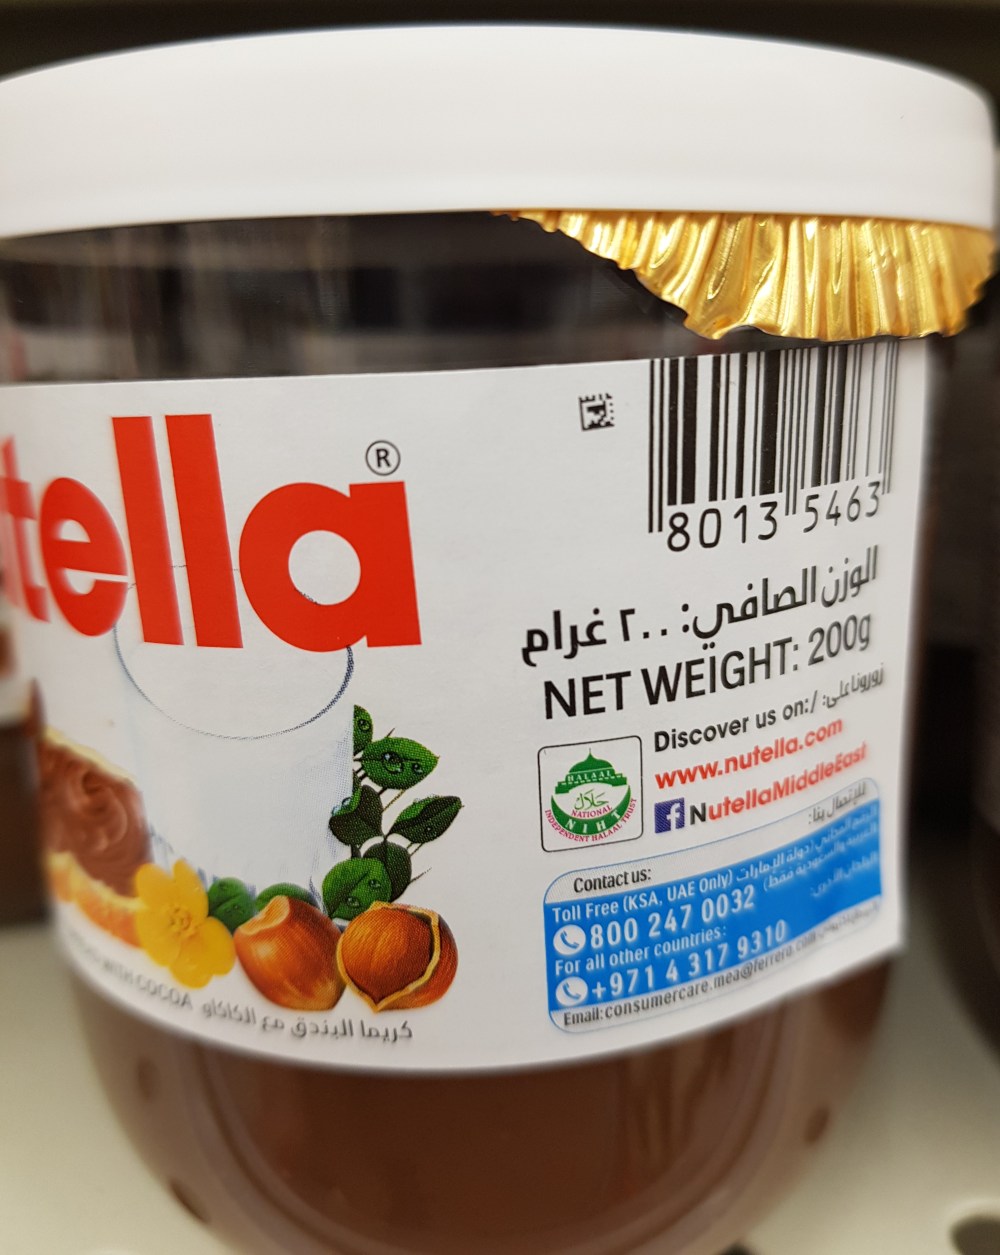 tella®
8013 5463
الوزن الصافي: ٢٠٠ غرام
NET WEIGHT: 200g
Discover us on:/ زورونا على:
www.nutella.com
NutellaMiddleEast
HALAAL
حلال
NATIONAL
INDEPENDENT HALAAL TRUST
NIHT
Contact us: للاتصال بنا:
Toll Free (KSA, UAE Only)
800 247 0032
For all other countries:
+971 4 317 9310
Email:consumercare.mea@ferrero.com
WITH COCOA كريما البندق مع الكاكاو